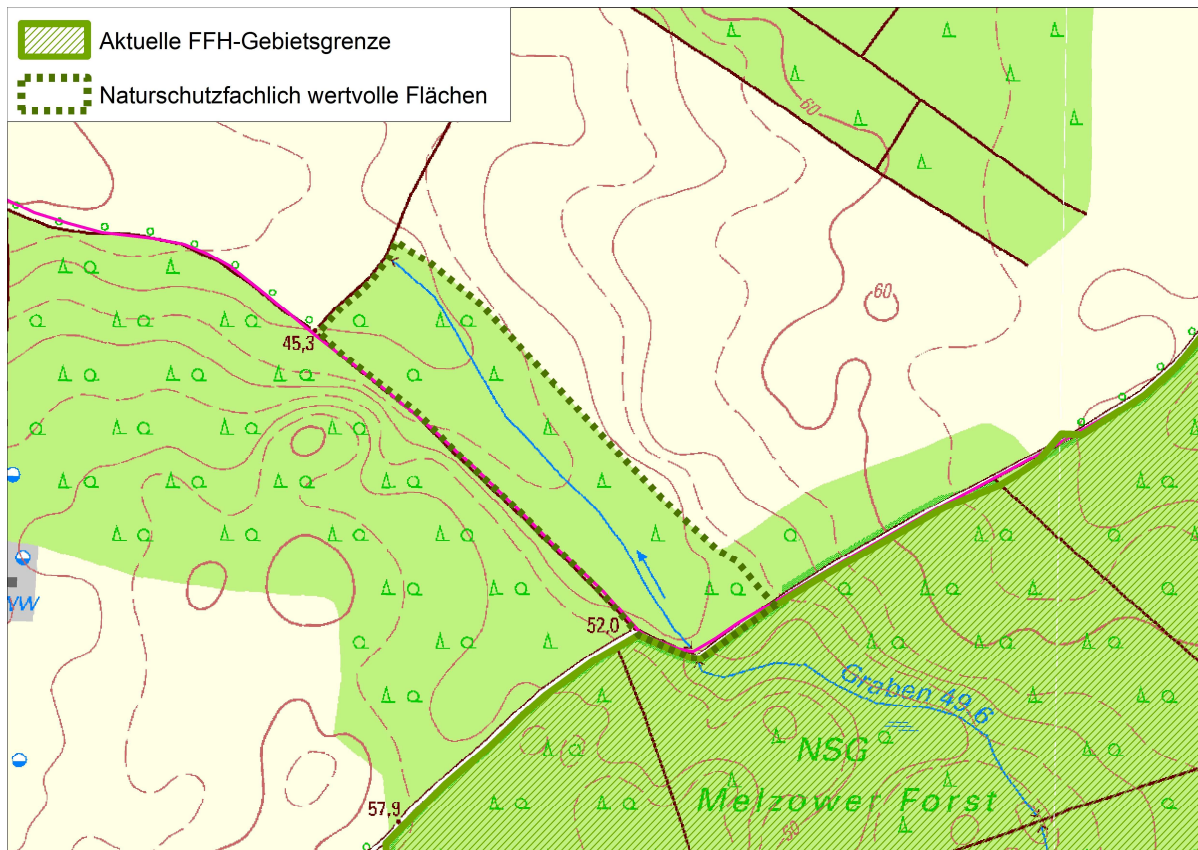 Aktuelle FFH-Gebietsgrenze
Naturschutzfachlich wertvolle Flächen
60
60
45,3
52,0
WW
Graben 49.6
NSG
Melzower Forst
50
57,9